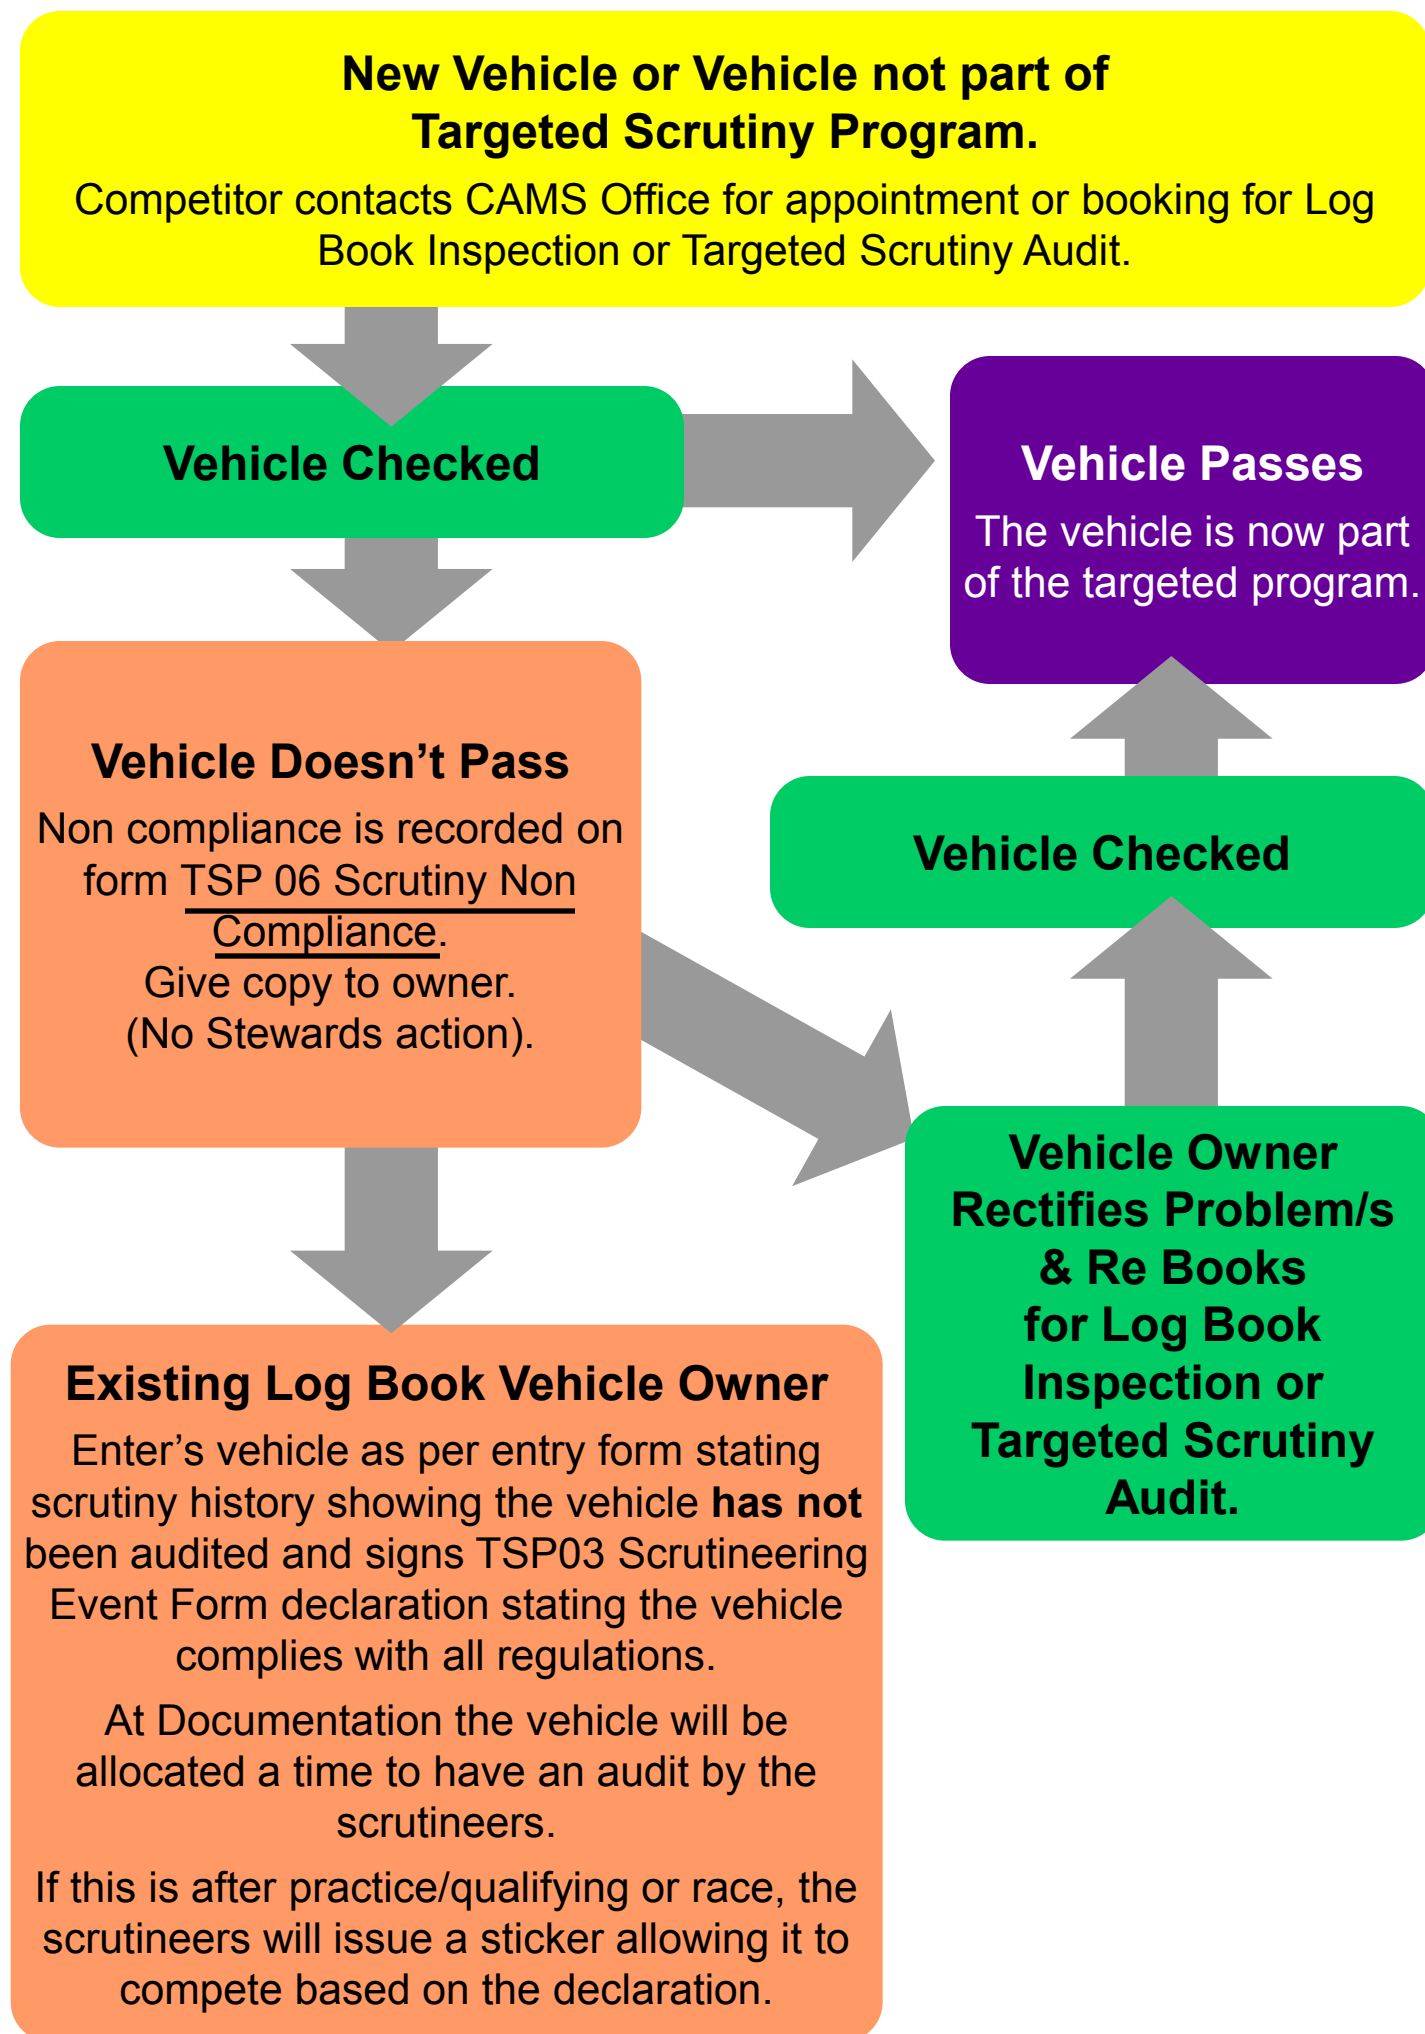 New Vehicle or Vehicle not part of
Targeted Scrutiny Program.
Competitor contacts CAMS Office for appointment or booking for Log
Book Inspection or Targeted Scrutiny Audit.
Vehicle Checked
Vehicle Passes
The vehicle is now part
of the targeted program.
Vehicle Doesn’t Pass
Non compliance is recorded on
form TSP 06 Scrutiny Non
Compliance.
Give copy to owner.
(No Stewards action).
Vehicle Checked
Vehicle Owner
Rectifies Problem/s
& Re Books
for Log Book
Inspection or
Targeted Scrutiny
Audit.
Existing Log Book Vehicle Owner
Enter’s vehicle as per entry form stating
scrutiny history showing the vehicle has not
been audited and signs TSP03 Scrutineering
Event Form declaration stating the vehicle
complies with all regulations.
At Documentation the vehicle will be
allocated a time to have an audit by the
scrutineers.
If this is after practice/qualifying or race, the
scrutineers will issue a sticker allowing it to
compete based on the declaration.